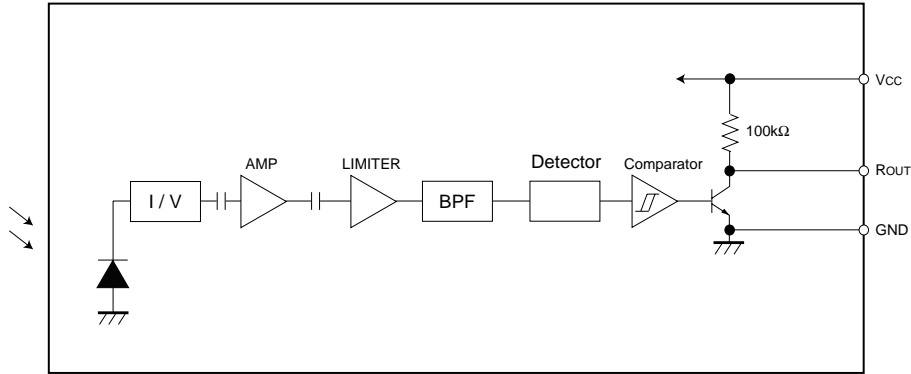 VCC
100kΩ
ROUT
GND
AMP
LIMITER
Detector
Comparator
I / V
BPF